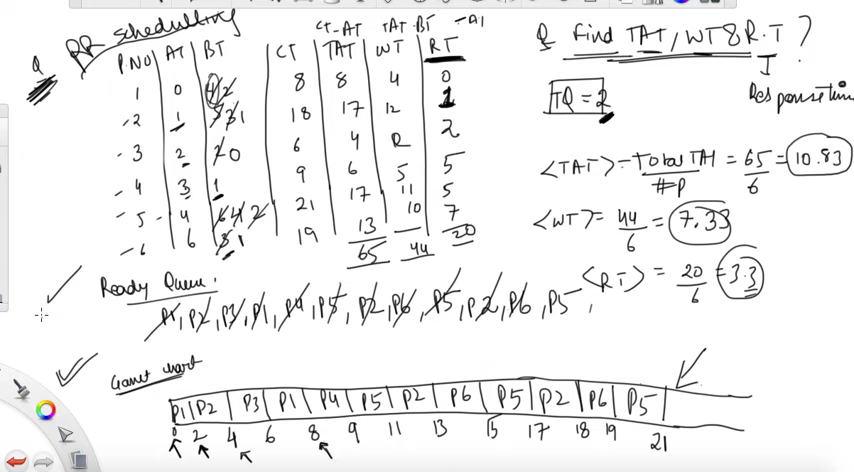 CT-AT TAT-BT -AT
Q RR Scheduling
P.NO AT BT CT TAT WT RT
1 0 4 2 8 8 4 0
-2 1 5 3 1 18 17 12 1
-3 2 2 0 6 4 2 2
-4 3 1 9 6 5 5
-5 4 6 4 2 21 17 11 5
-6 6 3 1 19 13 10 7
65 44 20
Q Find TAT, WT & R.T ?
Response time
TQ = 2
<TAT> = Total TAT / #P = 65/6 = 10.83
<WT> = 44/6 = 7.33
<RT> = 20/6 = 3.3
Ready Queue.
P1, P2, P3, P1, P4, P5, P2, P6, P5, P2, P6, P5,
Gantt chart
P1 P2 P3 P1 P4 P5 P2 P6 P5 P2 P6 P5
0 2 4 6 8 9 11 13 15 17 18 19 21